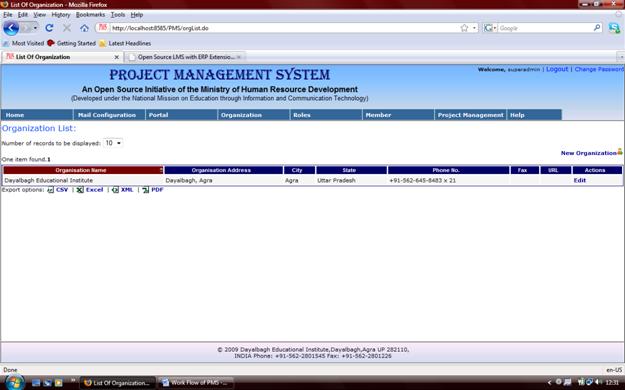 List Of Organization - Mozilla Firefox
File Edit View History Bookmarks Tools Help
http://localhost:8585/PMS/orgList.do
Google
Most Visited Getting Started Latest Headlines
List Of Organization Open Source LMS with ERP Extensio...
Welcome, superadmin | Logout | Change Password
PROJECT MANAGEMENT SYSTEM
An Open Source Initiative of the Ministry of Human Resource Development
(Developed under the National Mission on Education through Information and Communication Technology)
Home Mail Configuration Portal Organization Roles Member Project Management Help
Organization List:
Number of records to be displayed: 10
New Organization
One item found.1
Organisation Name Organisation Address City State Phone No. Fax URL Actions
Dayalbagh Educational Institute Dayalbagh, Agra Agra Uttar Pradesh +91-562-645-8483 x 21 Edit
Export options: CSV | Excel | XML | PDF
© 2009 Dayalbagh Educational Institute,Dayalbagh,Agra UP 282110,
INDIA Phone: +91-562-2801545 Fax: +91-562-2801226
Done en-US
List Of Organization... Work Flow of PMS -... 12:31